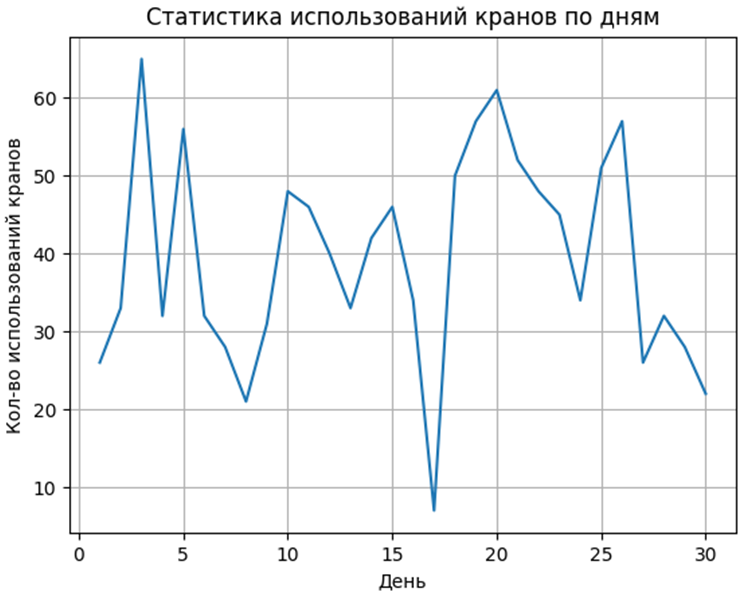 Статистика использований кранов по дням
Кол-во использований кранов
60
50
40
30
20
10
0 5 10 15 20 25 30
День